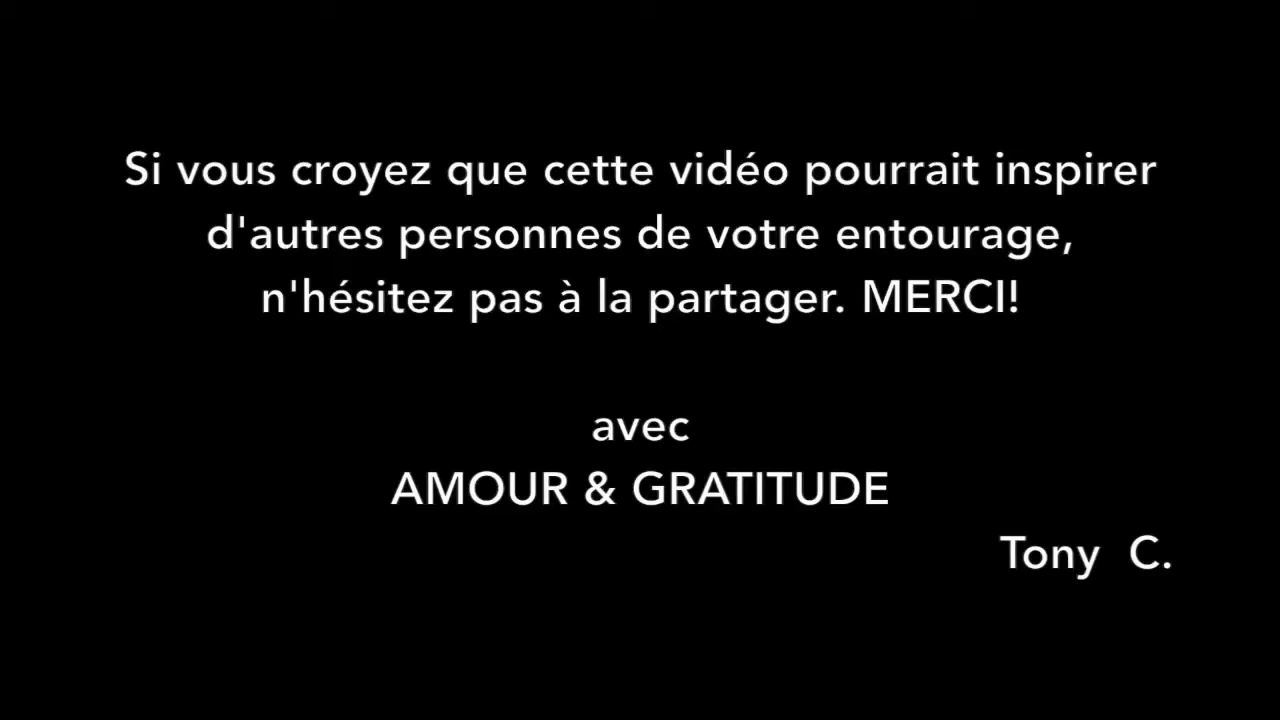 Si vous croyez que cette vidéo pourrait inspirer
d'autres personnes de votre entourage,
n'hésitez pas à la partager. MERCI!
avec
AMOUR & GRATITUDE
Tony  C.